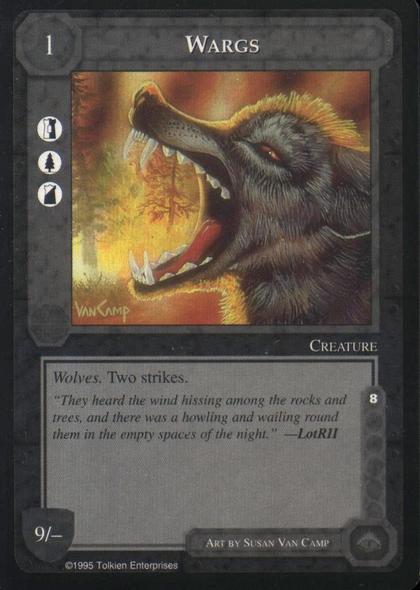 1
WARGS
VANCAMP
CREATURE
Wolves. Two strikes.
“They heard the wind hissing among the rocks and
trees, and there was a howling and wailing round
them in the empty spaces of the night.” —LotRII
8
9/–
ART BY SUSAN VAN CAMP
©1995 Tolkien Enterprises